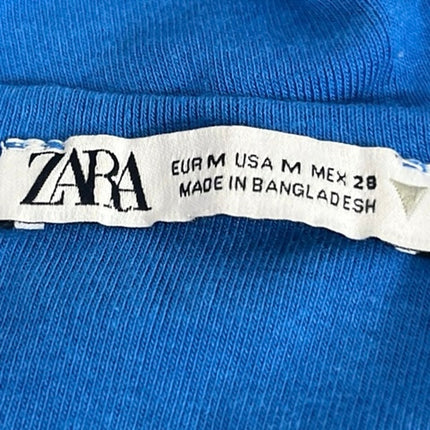 ZARA
EUR M USA M MEX 28
MADE IN BANGLADESH